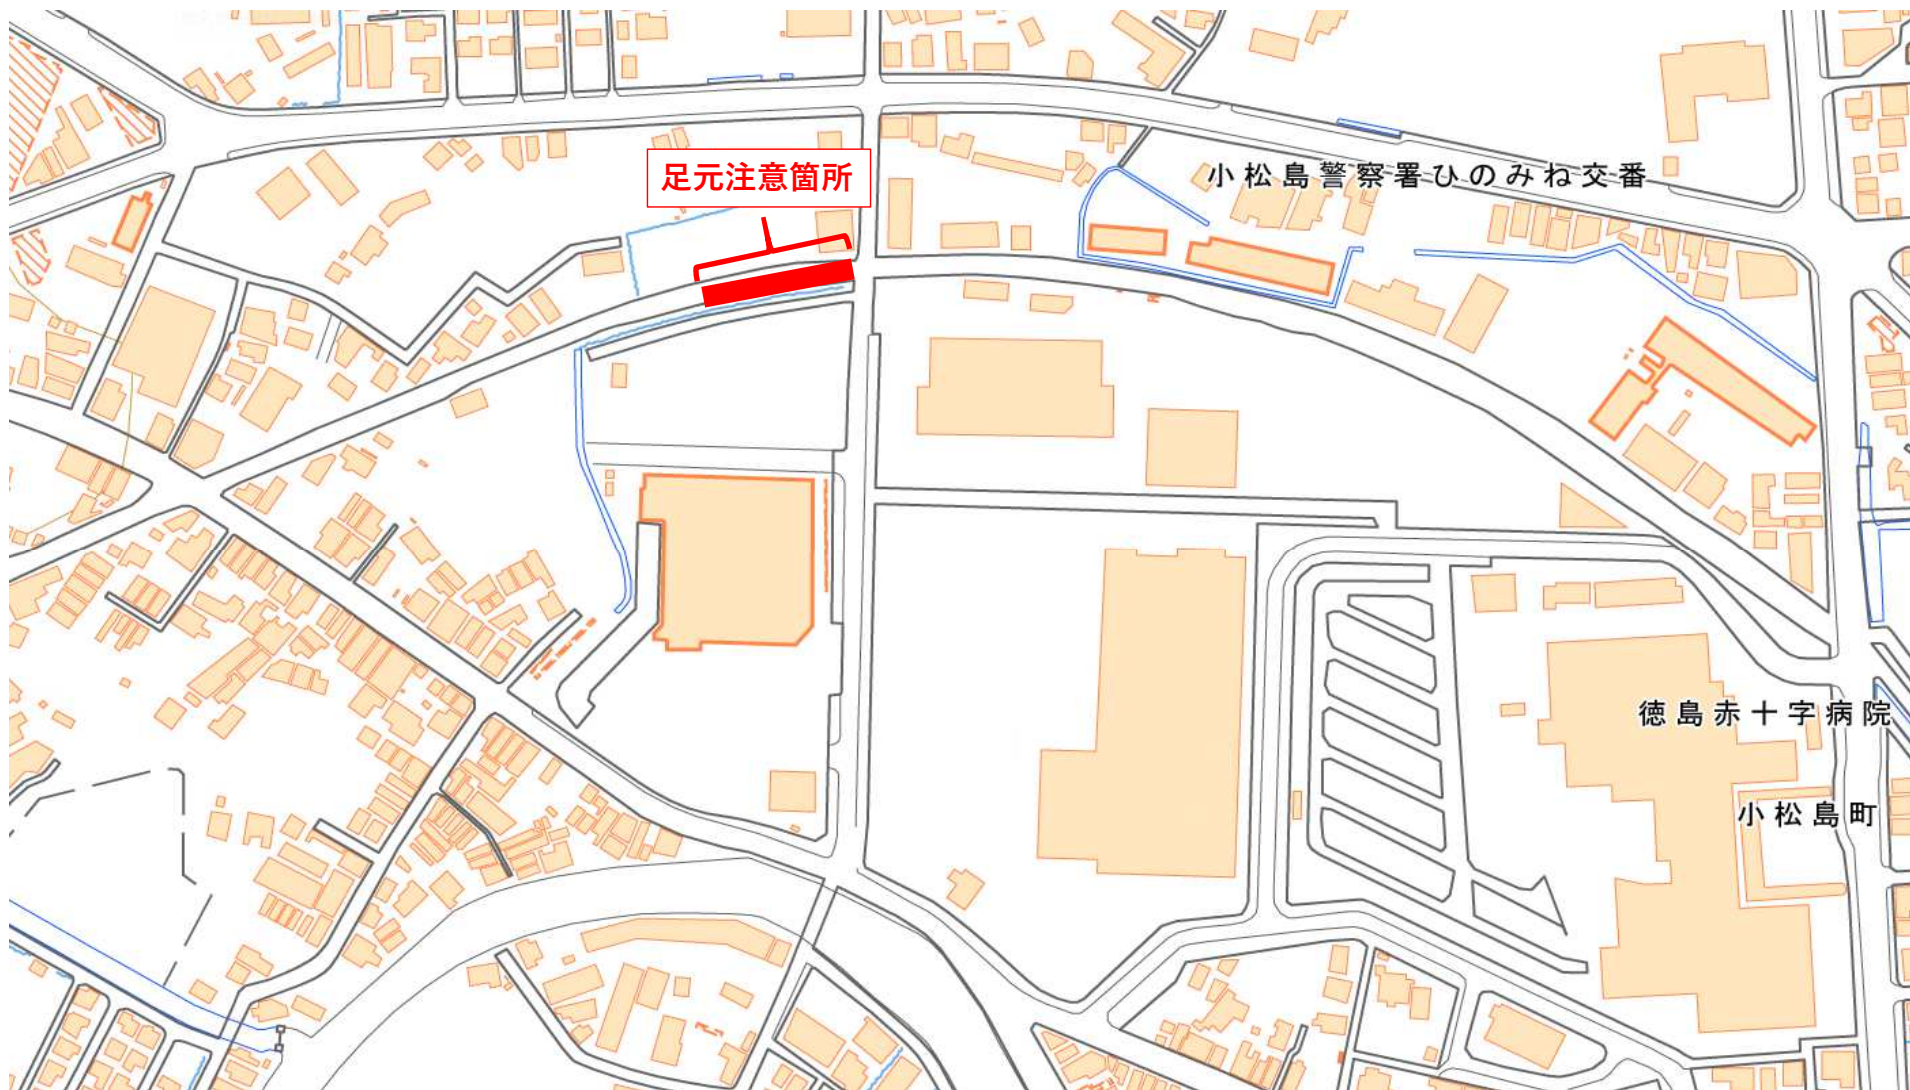 足元注意箇所
小松島警察署ひのみね交番
徳島赤十字病院
小松島町